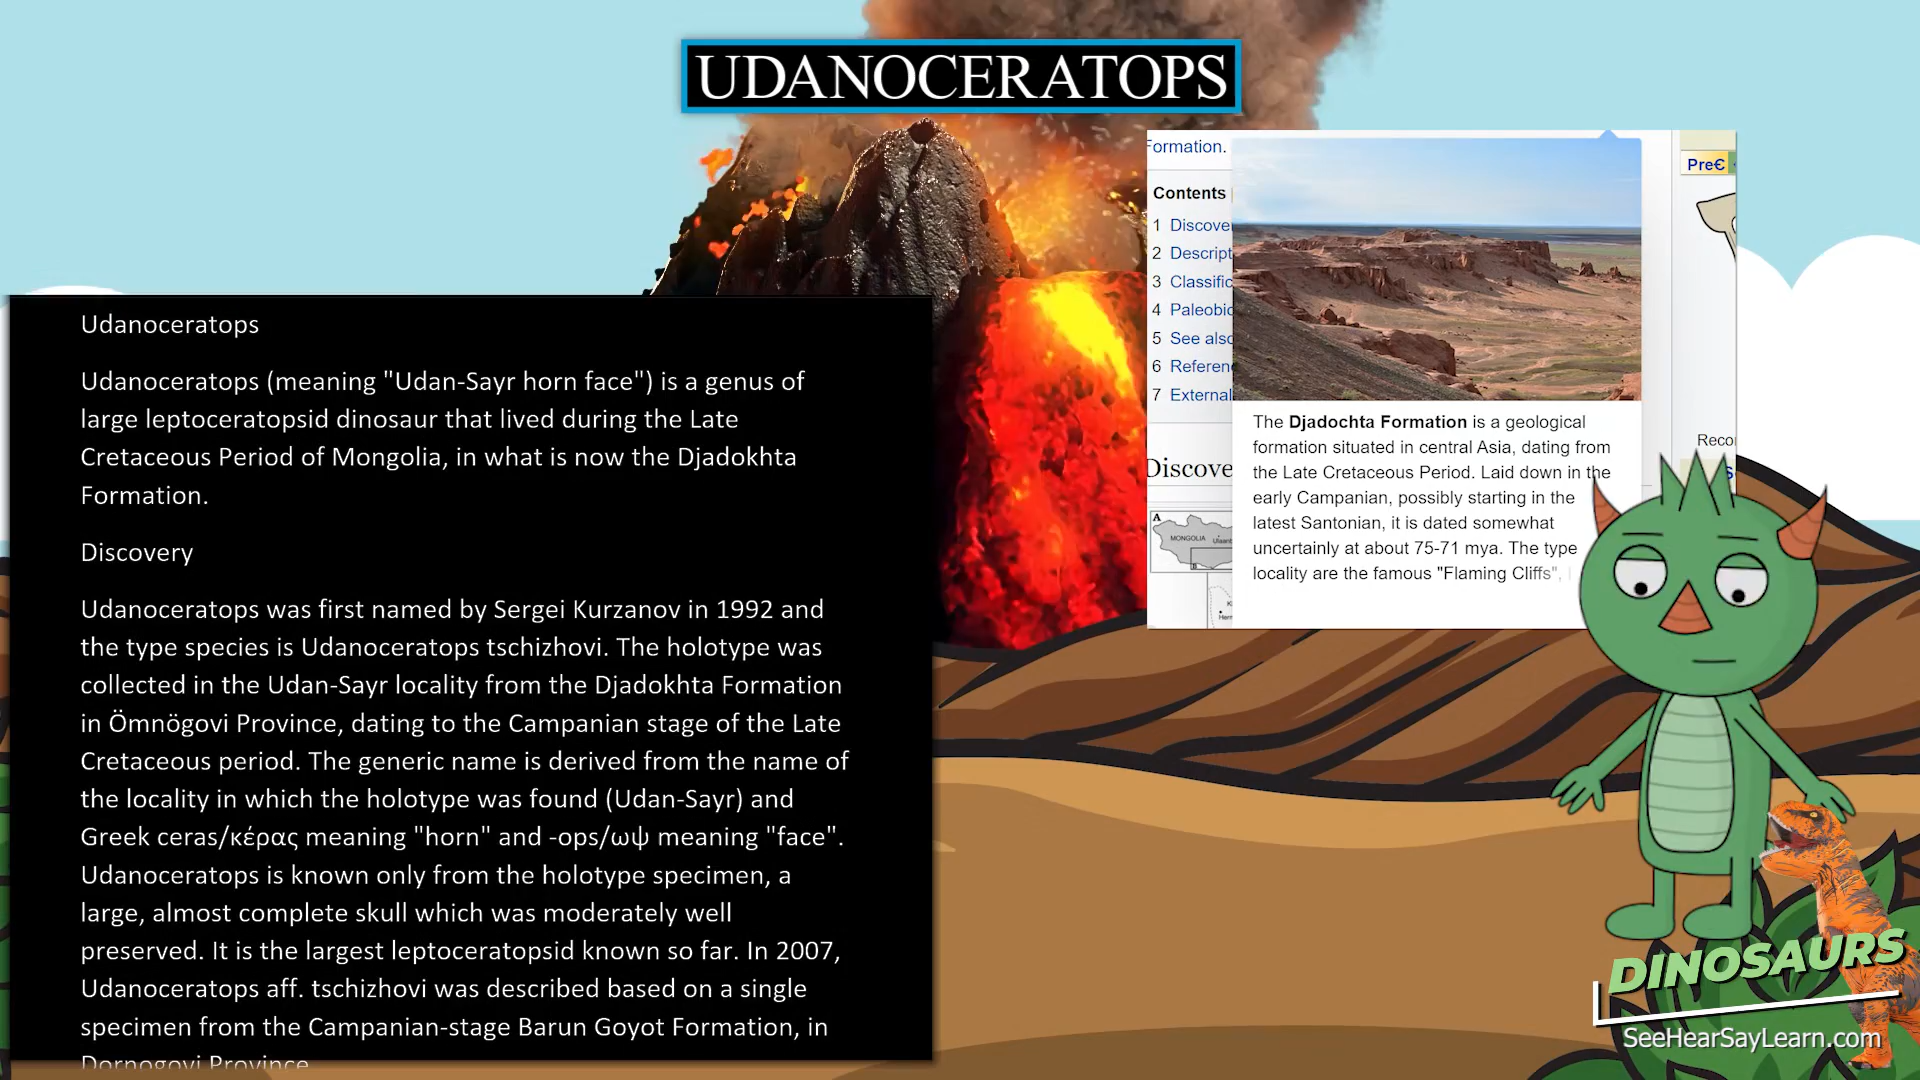 UDANOCERATOPS
Udanoceratops
Udanoceratops (meaning "Udan-Sayr horn face") is a genus of
large leptoceratopsid dinosaur that lived during the Late
Cretaceous Period of Mongolia, in what is now the Djadokhta
Formation.
Discovery
Udanoceratops was first named by Sergei Kurzanov in 1992 and
the type species is Udanoceratops tschizhovi. The holotype was
collected in the Udan-Sayr locality from the Djadokhta Formation
in Ömnögovi Province, dating to the Campanian stage of the Late
Cretaceous period. The generic name is derived from the name of
the locality in which the holotype was found (Udan-Sayr) and
Greek ceras/κέρας meaning "horn" and -ops/ωψ meaning "face".
Udanoceratops is known only from the holotype specimen, a
large, almost complete skull which was moderately well
preserved. It is the largest leptoceratopsid known so far. In 2007,
Udanoceratops aff. tschizhovi was described based on a single
specimen from the Campanian-stage Barun Goyot Formation, in
Dornogovi Province
Formation.
Contents
1 Discove
2 Descript
3 Classific
4 Paleobio
5 See also
6 Referen
7 External
Discove
A
MONGOLIA
B
Pre€
Reco
The Djadochta Formation is a geological
formation situated in central Asia, dating from
the Late Cretaceous Period. Laid down in the
early Campanian, possibly starting in the
latest Santonian, it is dated somewhat
uncertainly at about 75-71 mya. The type
locality are the famous "Flaming Cliffs",
DINOSAURS
SeeHearSayLearn.com